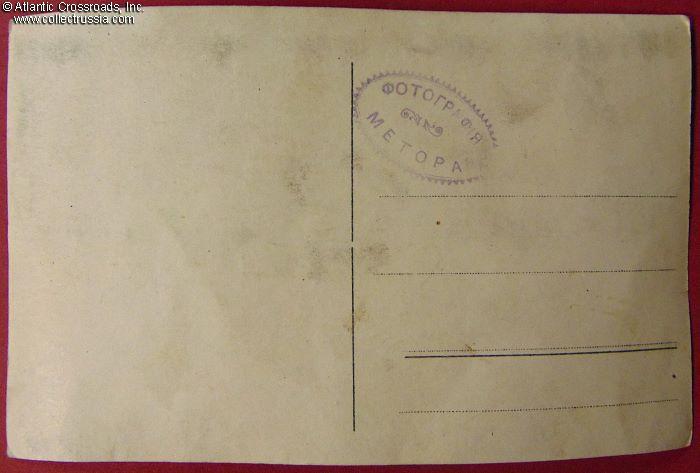 © Atlantic Crossroads, Inc.
www.collectrussia.com
ФОТОГРАФІЯ
МЕТОРА